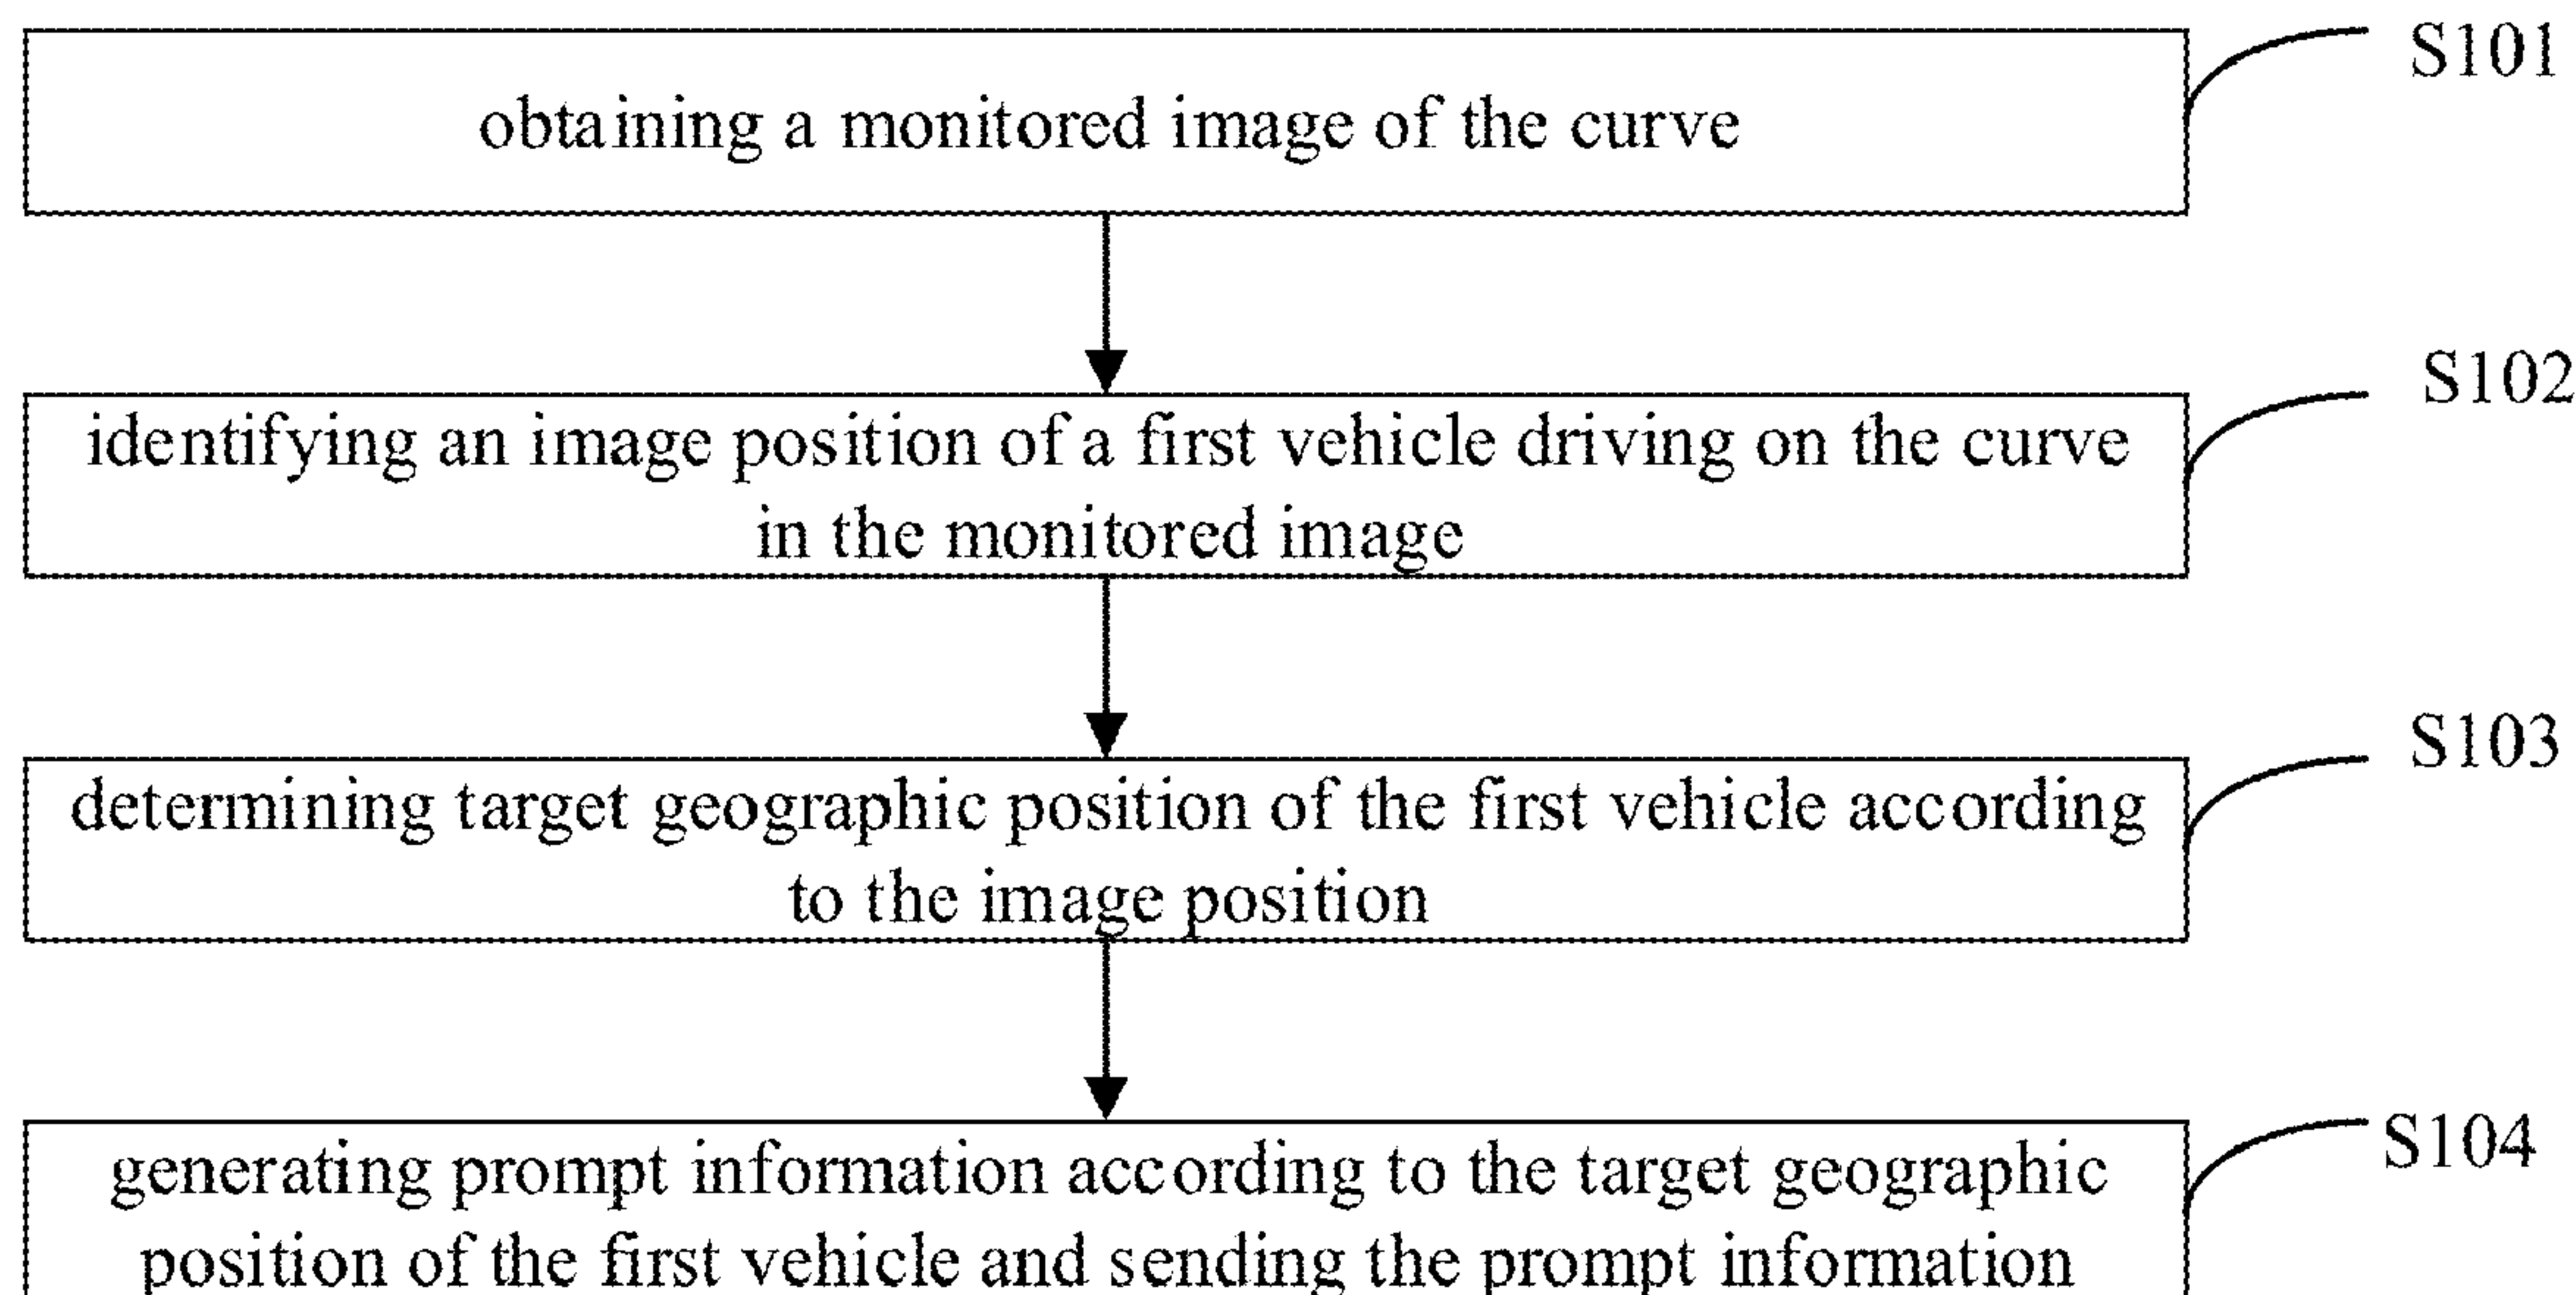 S101
obtaining a monitored image of the curve
S102
identifying an image position of a first vehicle driving on the curve
in the monitored image
S103
determining target geographic position of the first vehicle according
to the image position
S104
generating prompt information according to the target geographic
position of the first vehicle and sending the prompt information